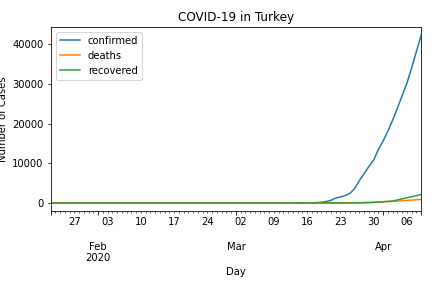 COVID-19 in Turkey
confirmed
deaths
recovered
40000
30000
20000
10000
0
Number of Cases
27 03 10 17 24 02 09 16 23 30 06
Feb Mar Apr
2020
Day